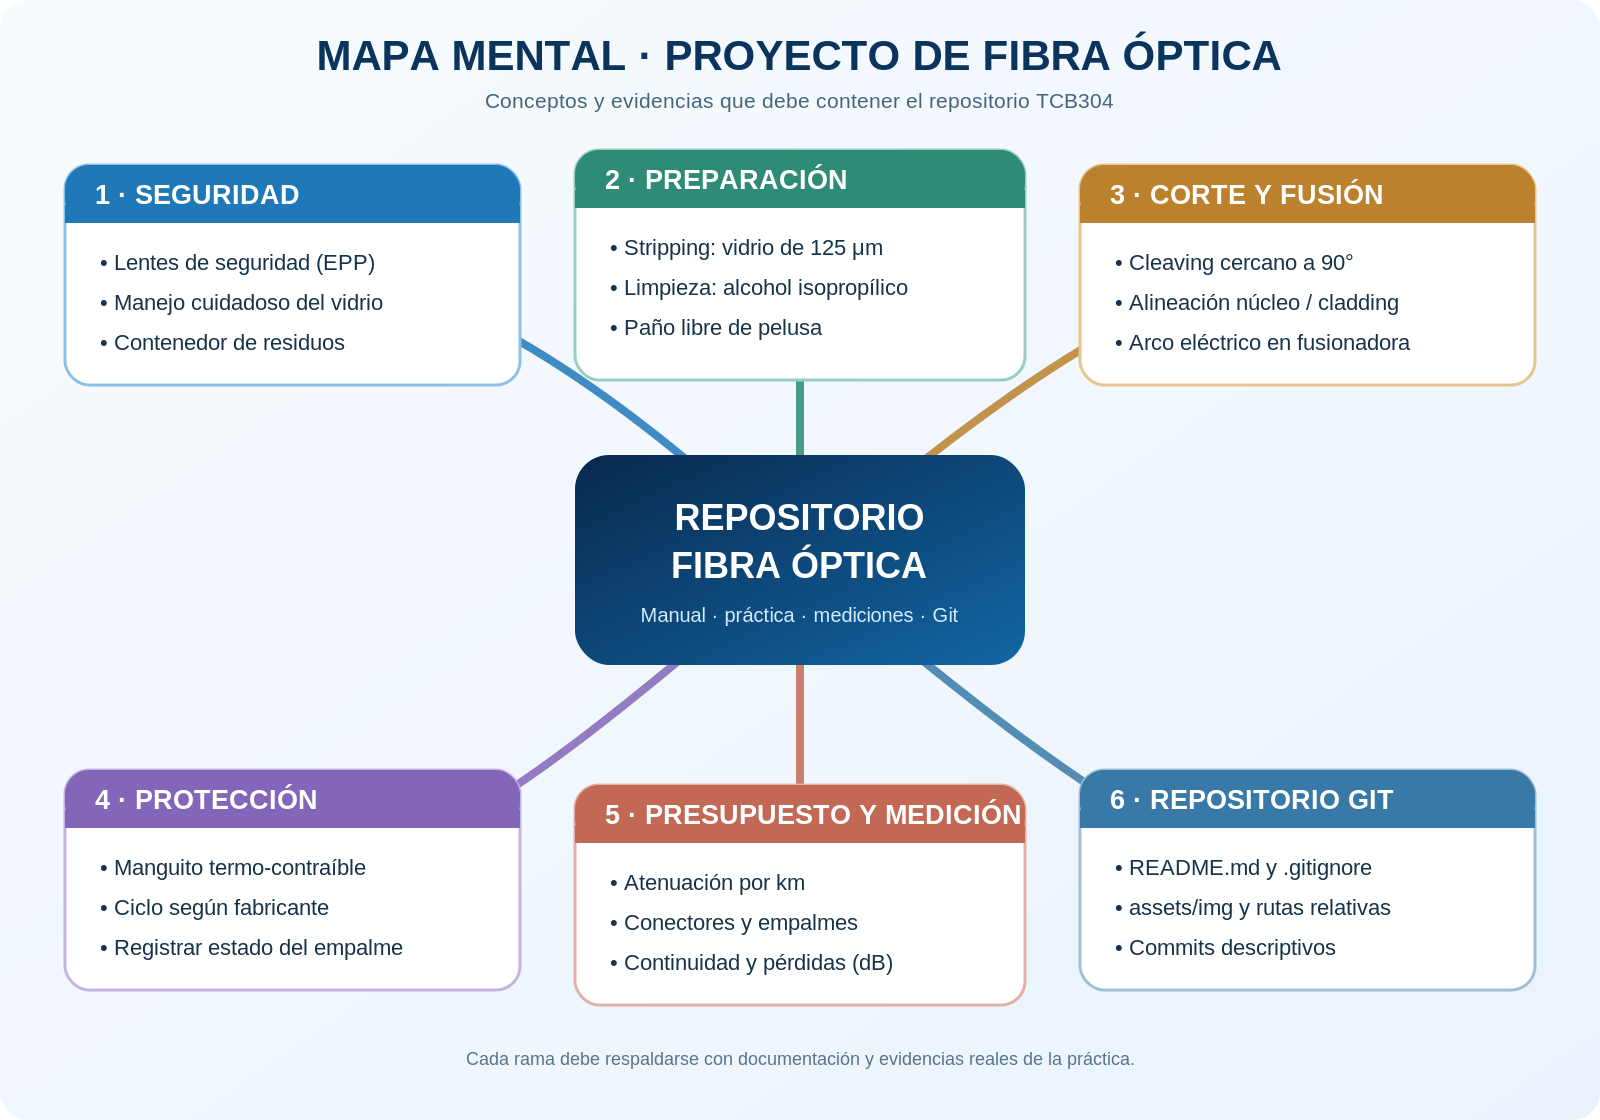 MAPA MENTAL · PROYECTO DE FIBRA ÓPTICA
Conceptos y evidencias que debe contener el repositorio TCB304
1 · SEGURIDAD
• Lentes de seguridad (EPP)
• Manejo cuidadoso del vidrio
• Contenedor de residuos
2 · PREPARACIÓN
• Stripping: vidrio de 125 µm
• Limpieza: alcohol isopropílico
• Paño libre de pelusa
3 · CORTE Y FUSIÓN
• Cleaving cercano a 90°
• Alineación núcleo / cladding
• Arco eléctrico en fusionadora
REPOSITORIO
FIBRA ÓPTICA
Manual · práctica · mediciones · Git
4 · PROTECCIÓN
• Manguito termo-contraíble
• Ciclo según fabricante
• Registrar estado del empalme
5 · PRESUPUESTO Y MEDICIÓN
• Atenuación por km
• Conectores y empalmes
• Continuidad y pérdidas (dB)
6 · REPOSITORIO GIT
• README.md y .gitignore
• assets/img y rutas relativas
• Commits descriptivos
Cada rama debe respaldarse con documentación y evidencias reales de la práctica.